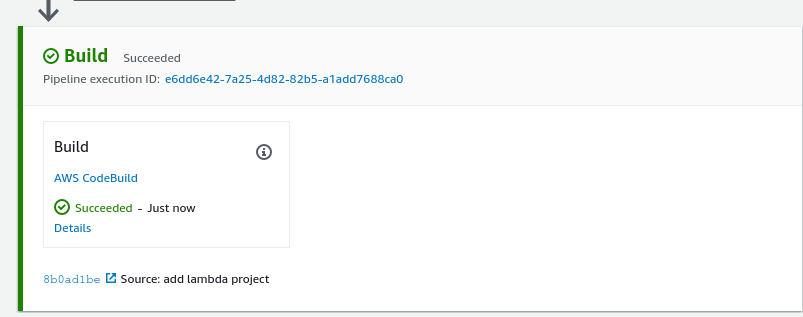 Build Succeeded
Pipeline execution ID: e6dd6e42-7a25-4d82-82b5-a1add7688ca0
Build
AWS CodeBuild
Succeeded - Just now
Details
8b0ad1be Source: add lambda project